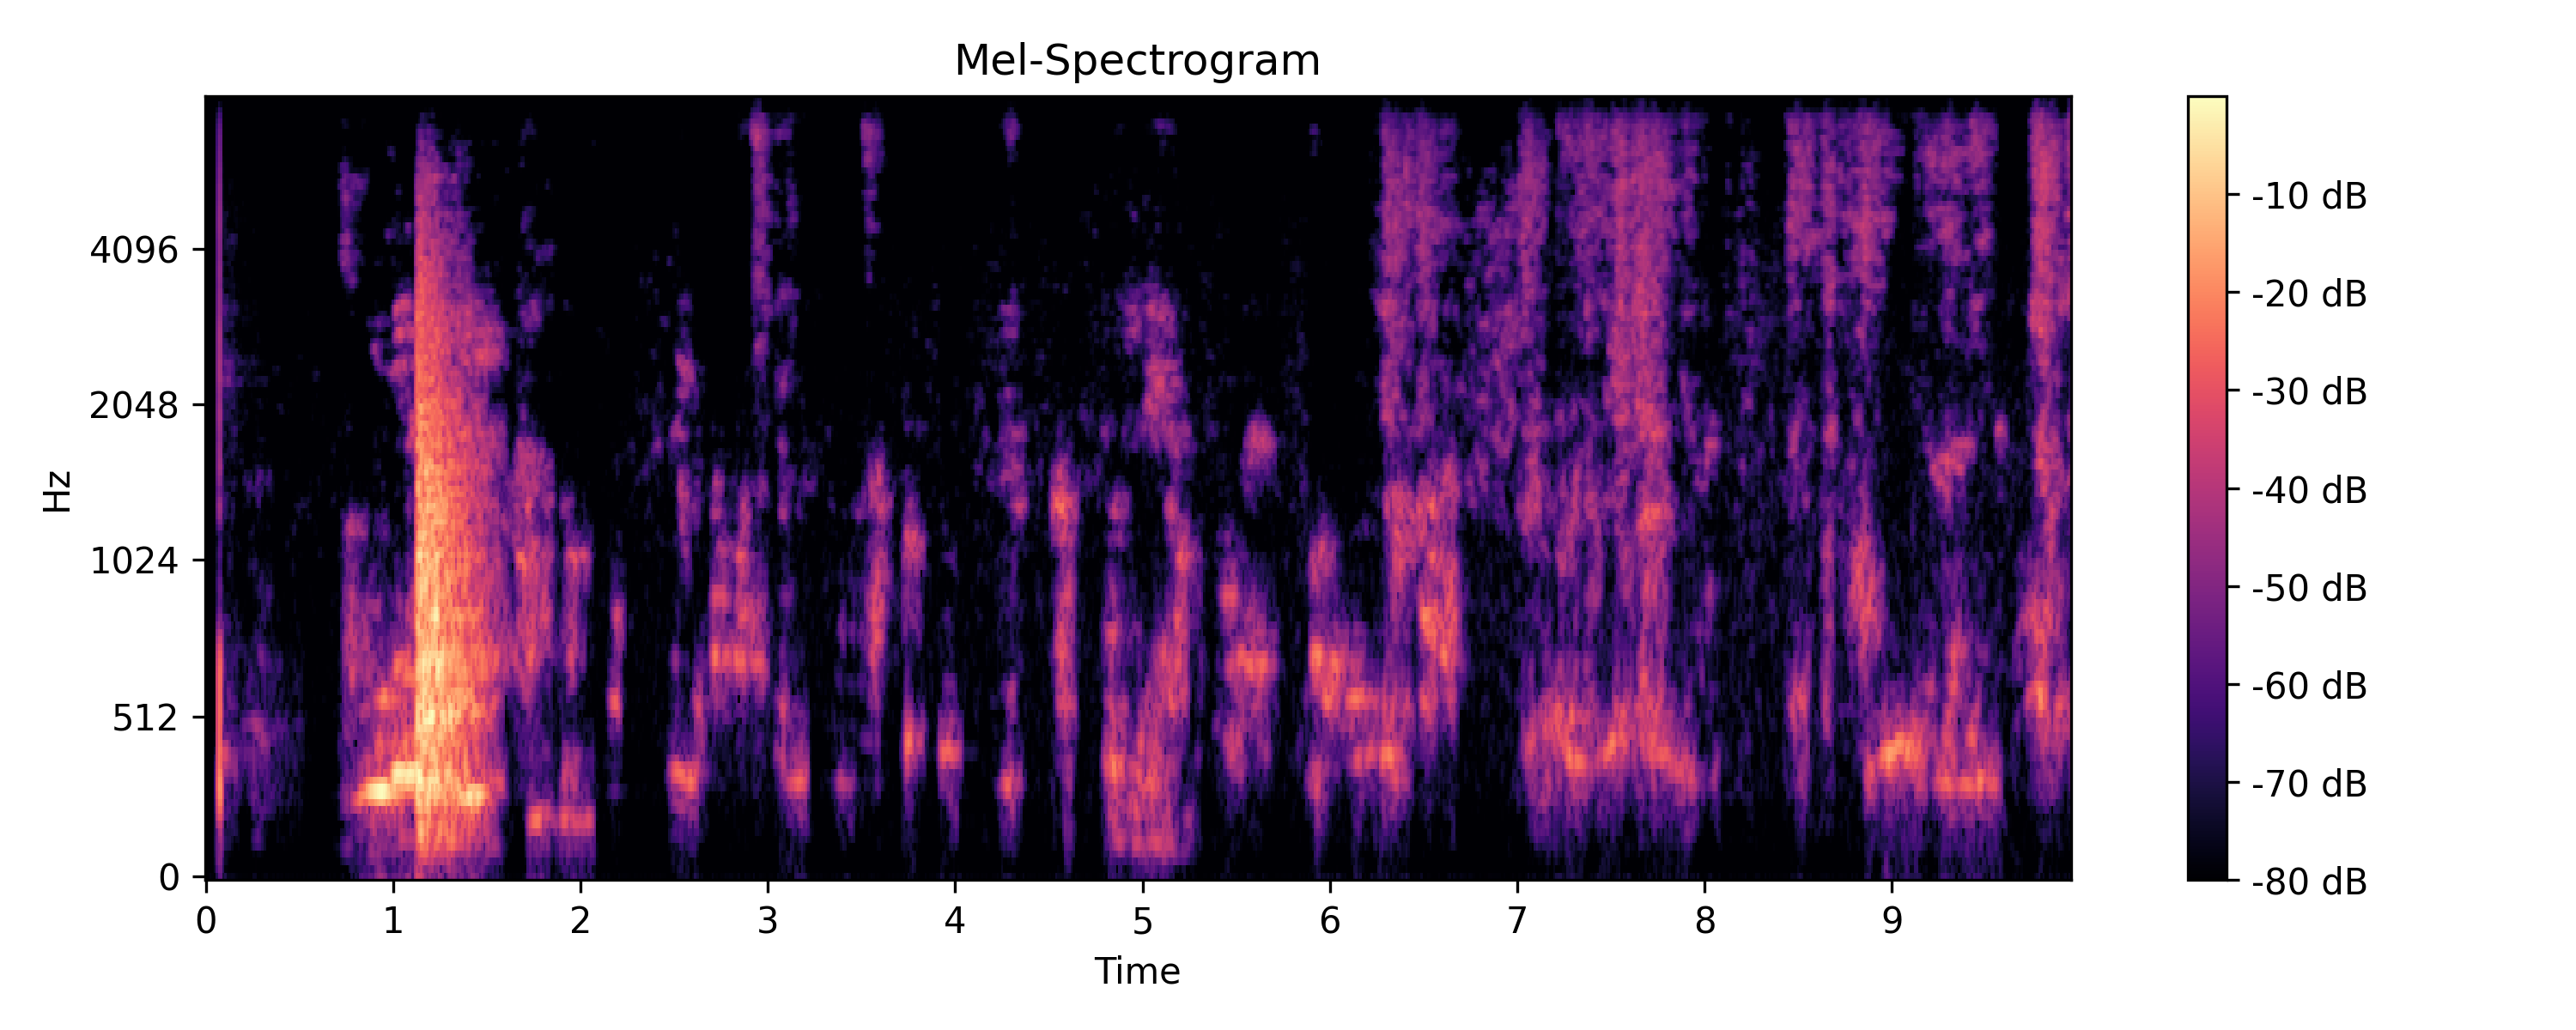 Mel-Spectrogram
Hz
4096
2048
1024
512
0
0 1 2 3 4 5 6 7 8 9
Time
-10 dB
-20 dB
-30 dB
-40 dB
-50 dB
-60 dB
-70 dB
-80 dB